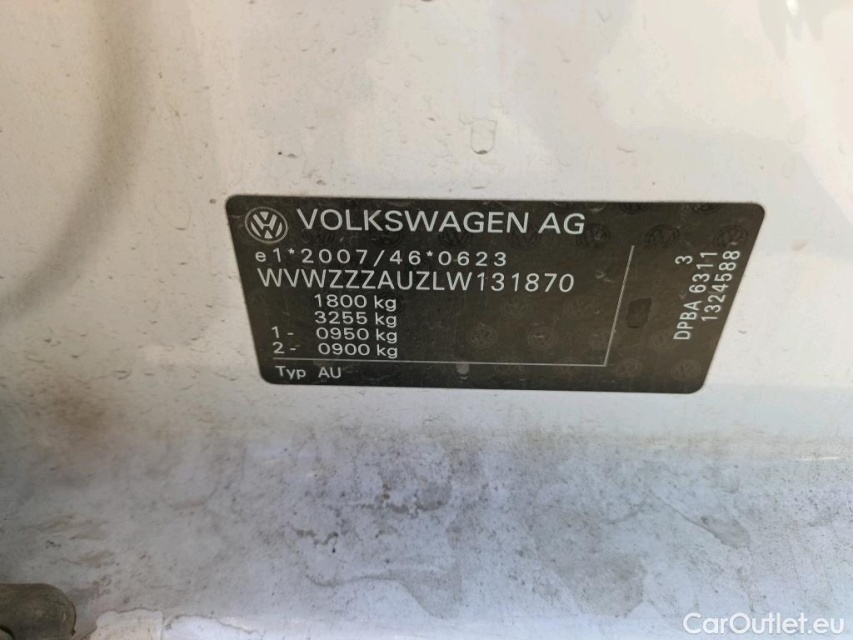 VOLKSWAGEN AG
e1*2007/46*0623
WVWZZZAUZLW131870
1800 kg
3255 kg
1- 0950 kg
2- 0900 kg
Typ AU
3
DPBA 6311
1324588
CarOutlet.eu